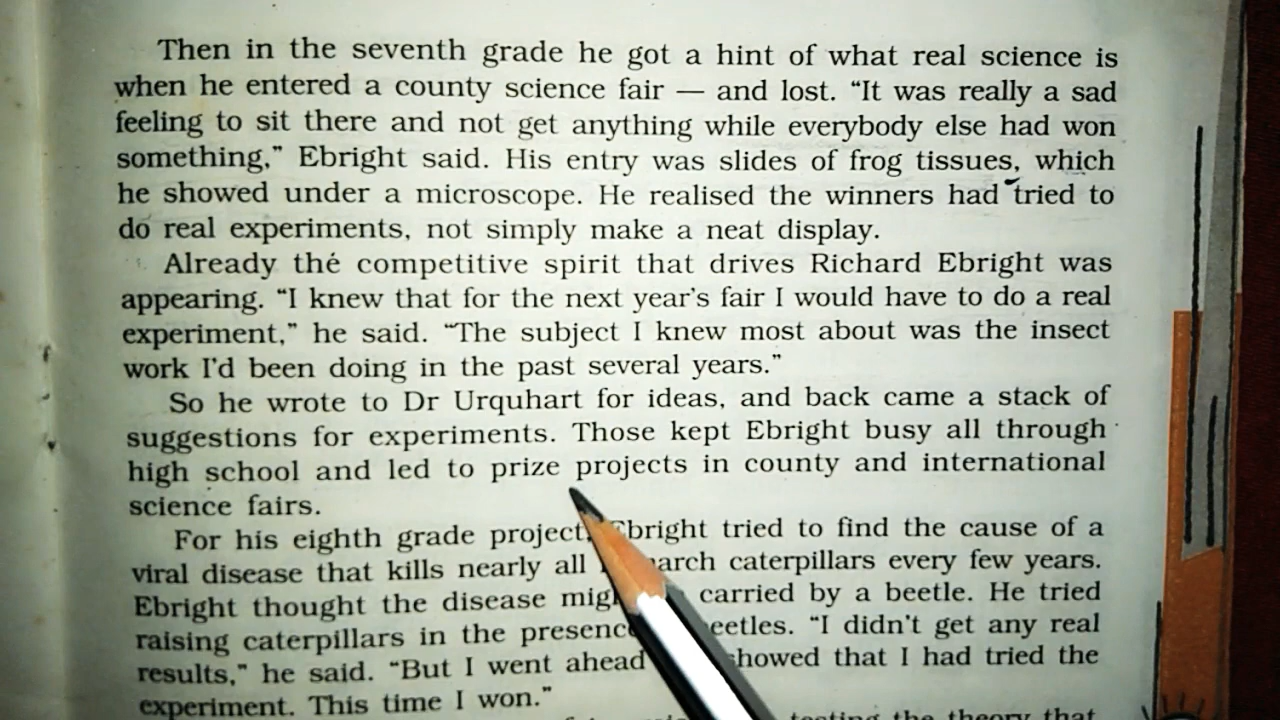 Then in the seventh grade he got a hint of what real science is
when he entered a county science fair — and lost. “It was really a sad
feeling to sit there and not get anything while everybody else had won
something,” Ebright said. His entry was slides of frog tissues, which
he showed under a microscope. He realised the winners had tried to
do real experiments, not simply make a neat display.
Already the competitive spirit that drives Richard Ebright was
appearing. “I knew that for the next year’s fair I would have to do a real
experiment,” he said. “The subject I knew most about was the insect
work I’d been doing in the past several years.”
So he wrote to Dr Urquhart for ideas, and back came a stack of
suggestions for experiments. Those kept Ebright busy all through
high school and led to prize projects in county and international
science fairs.
For his eighth grade project, Ebright tried to find the cause of a
viral disease that kills nearly all caterpillars every few years.
Ebright thought the disease carried by a beetle. He tried
raising caterpillars in the presence beetles. “I didn’t get any real
results,” he said. “But I went ahead showed that I had tried the
experiment. This time I won.”
testing the theory that